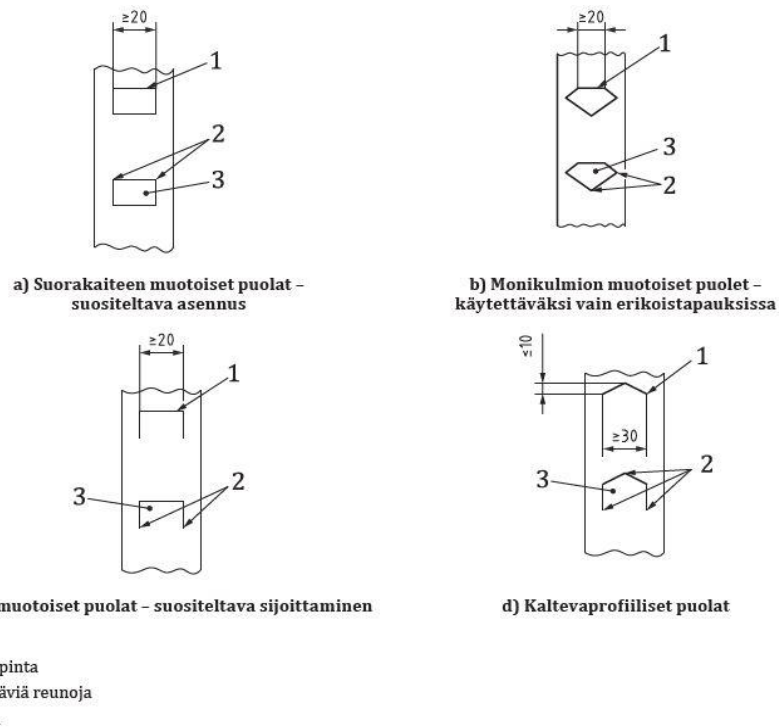 ≥20
1
2
3
a) Suorakaiteen muotoiset puolat –
suositeltava asennus
≥20
1
3
2
b) Monikulmion muotoiset puolet –
käytettäväksi vain erikoistapauksissa
≥20
1
3
2
muotoiset puolat – suositeltava sijoittaminen
≤10
1
≥30
3
2
d) Kaltevaprofiiliset puolat
pinta
äviä reunoja